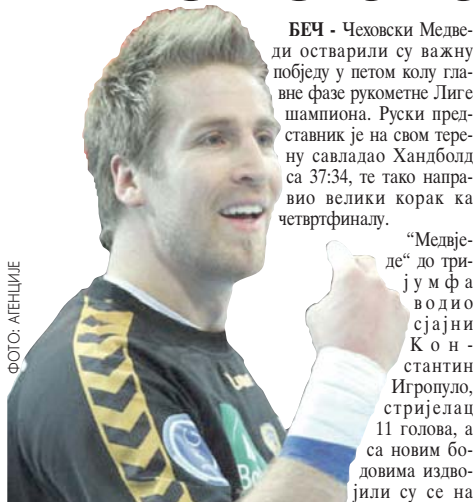 БЕЧ - Чеховски Медве-
ди остварили су важну
побједу у петом колу гла-
вне фазе рукометне Лиге
шампиона. Руски пред-
ставник је на свом тере-
ну савладао Хандболд
са 37:34, те тако напра-
вио велики корак ка
четвртфиналу.
“Медвје-
де“ до три-
јумфа
водио
сјајни
Кон-
стантин
Игропуло,
стријелац
11 голова, а
са новим бо-
довима издво-
јили су се на
ФОТО: АГЕНЦИЈЕ